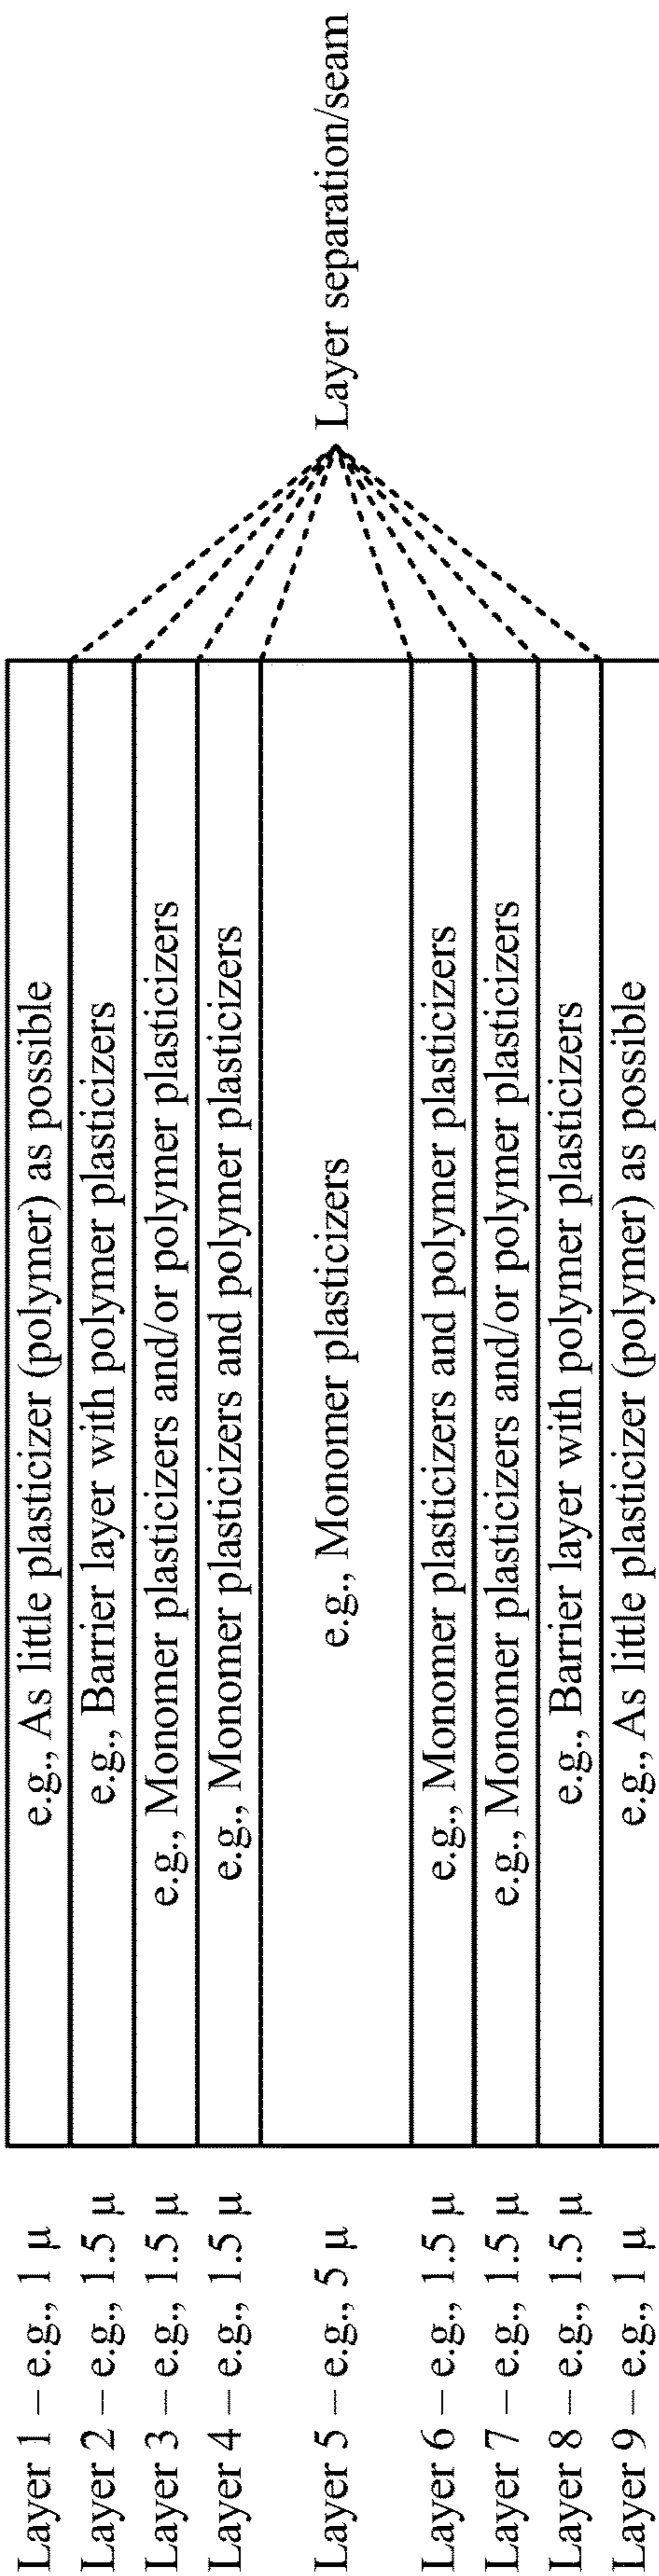 Layer 1 – e.g., 1 μ
e.g., As little plasticizer (polymer) as possible
Layer 2 – e.g., 1.5 μ
e.g., Barrier layer with polymer plasticizers
Layer 3 – e.g., 1.5 μ
e.g., Monomer plasticizers and/or polymer plasticizers
Layer 4 – e.g., 1.5 μ
e.g., Monomer plasticizers and polymer plasticizers
Layer 5 – e.g., 5 μ
e.g., Monomer plasticizers
Layer separation/seam
Layer 6 – e.g., 1.5 μ
e.g., Monomer plasticizers and polymer plasticizers
Layer 7 – e.g., 1.5 μ
e.g., Monomer plasticizers and/or polymer plasticizers
Layer 8 – e.g., 1.5 μ
e.g., Barrier layer with polymer plasticizers
Layer 9 – e.g., 1 μ
e.g., As little plasticizer (polymer) as possible